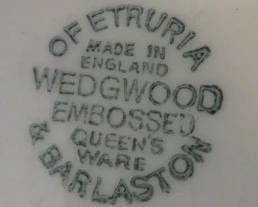 OF ETRURIA
MADE IN
ENGLAND
WEDGWOOD
EMBOSSED
QUEEN'S
WARE
& BARLASTON